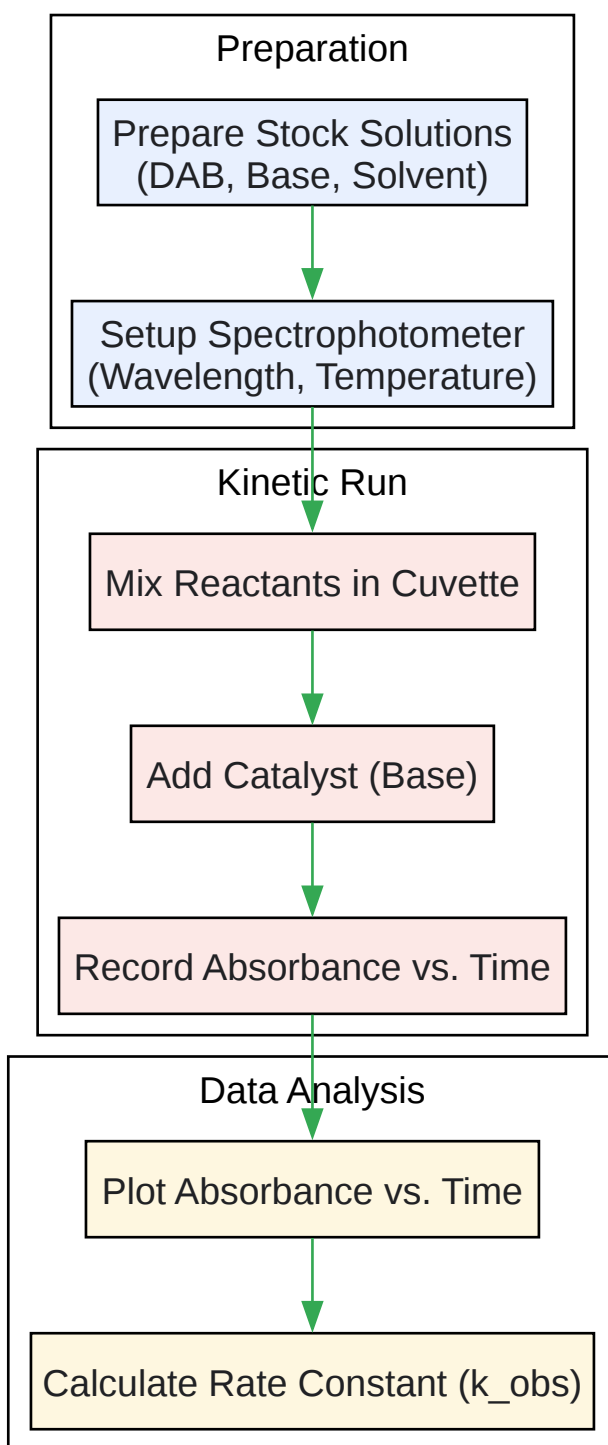 Preparation
Prepare Stock Solutions
(DAB, Base, Solvent)
Setup Spectrophotometer
(Wavelength, Temperature)
Kinetic Run
Mix Reactants in Cuvette
Add Catalyst (Base)
Record Absorbance vs. Time
Data Analysis
Plot Absorbance vs. Time
Calculate Rate Constant (k_obs)